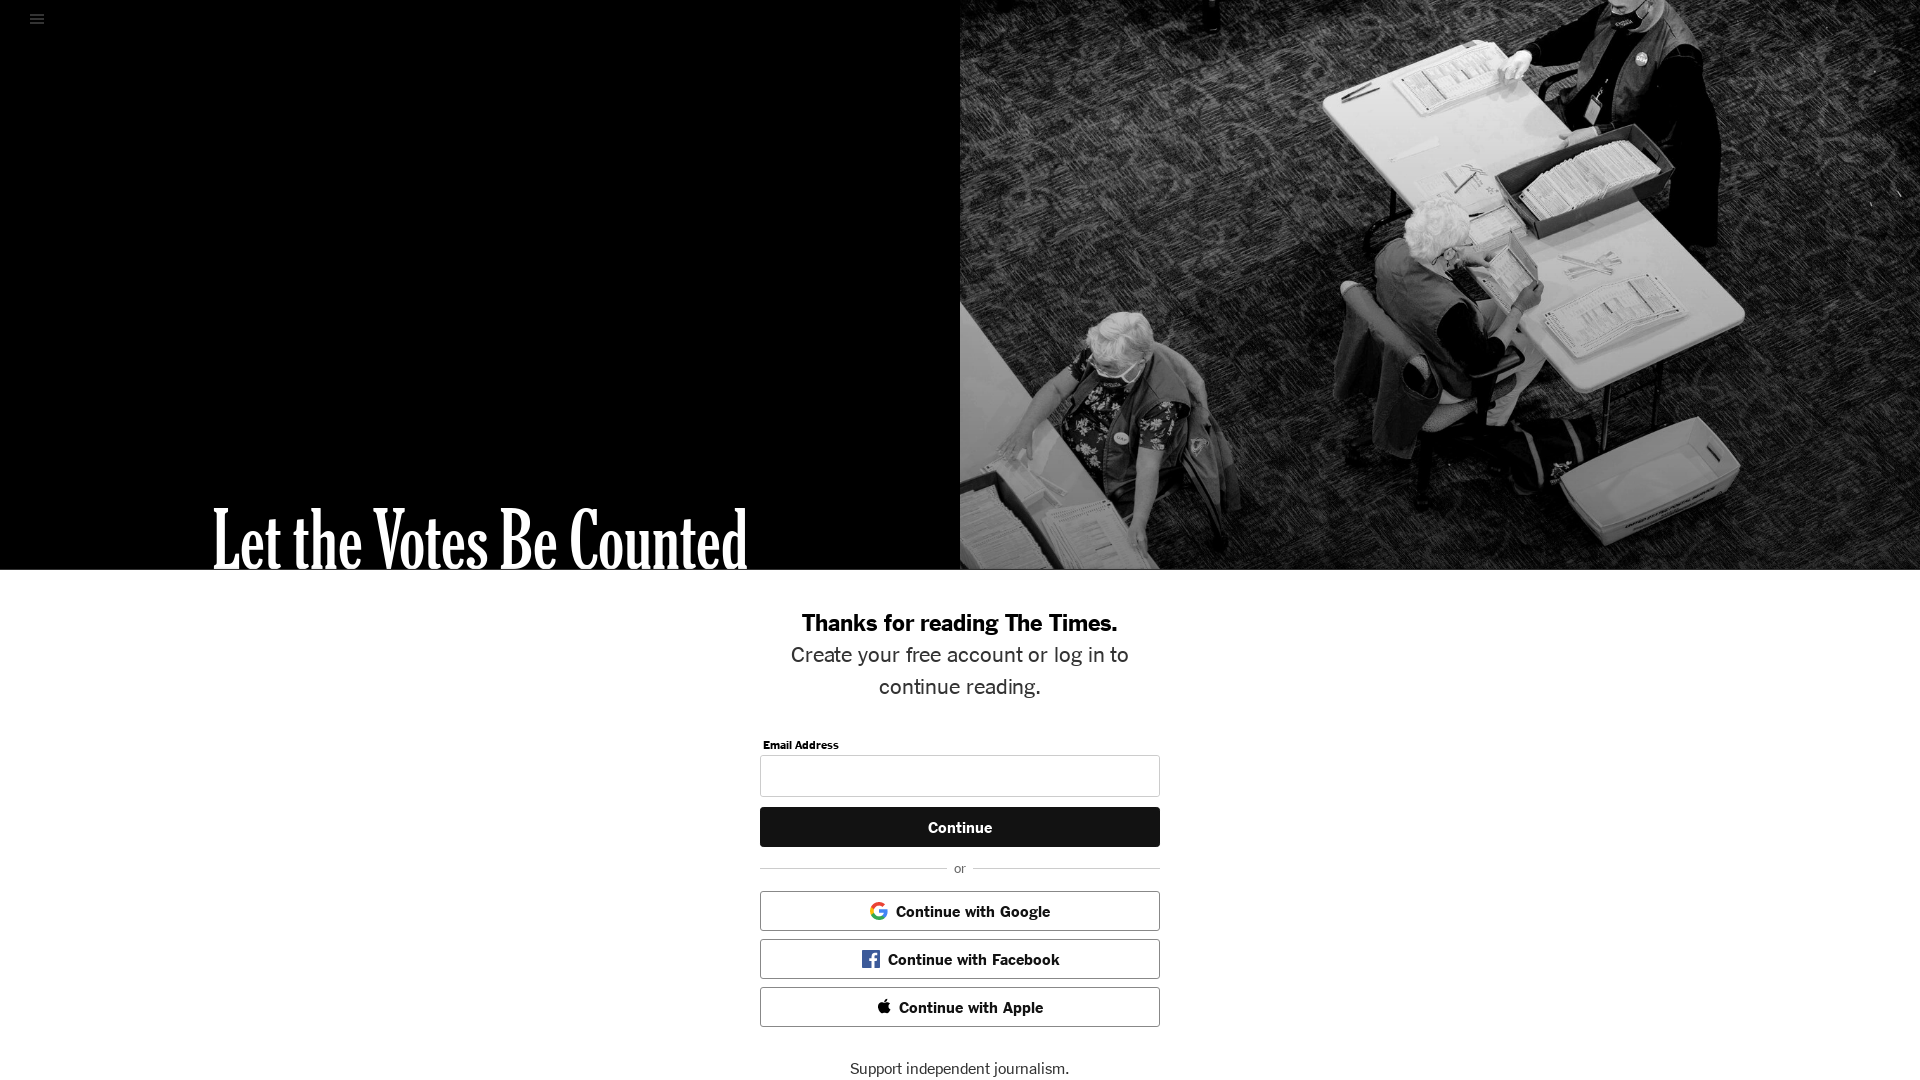 Let the Votes Be Counted
Thanks for reading The Times.
Create your free account or log in to
continue reading.
Email Address
Continue
or
Continue with Google
Continue with Facebook
Continue with Apple
Support independent journalism.